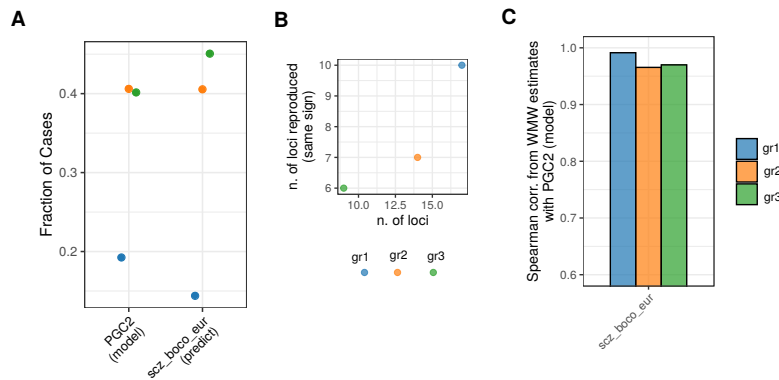 A
Fraction of Cases
0.4
0.3
0.2
PGC2
(model)
scz_boco_eur
(predict)
B
n. of loci reproduced
(same sign)
10
9
8
7
6
10.0
12.5
15.0
n. of loci
gr1
gr2
gr3
C
Spearman corr. from WMW estimates
with PGC2 (model)
1.0
0.9
0.8
0.7
0.6
scz_boco_eur
gr1
gr2
gr3